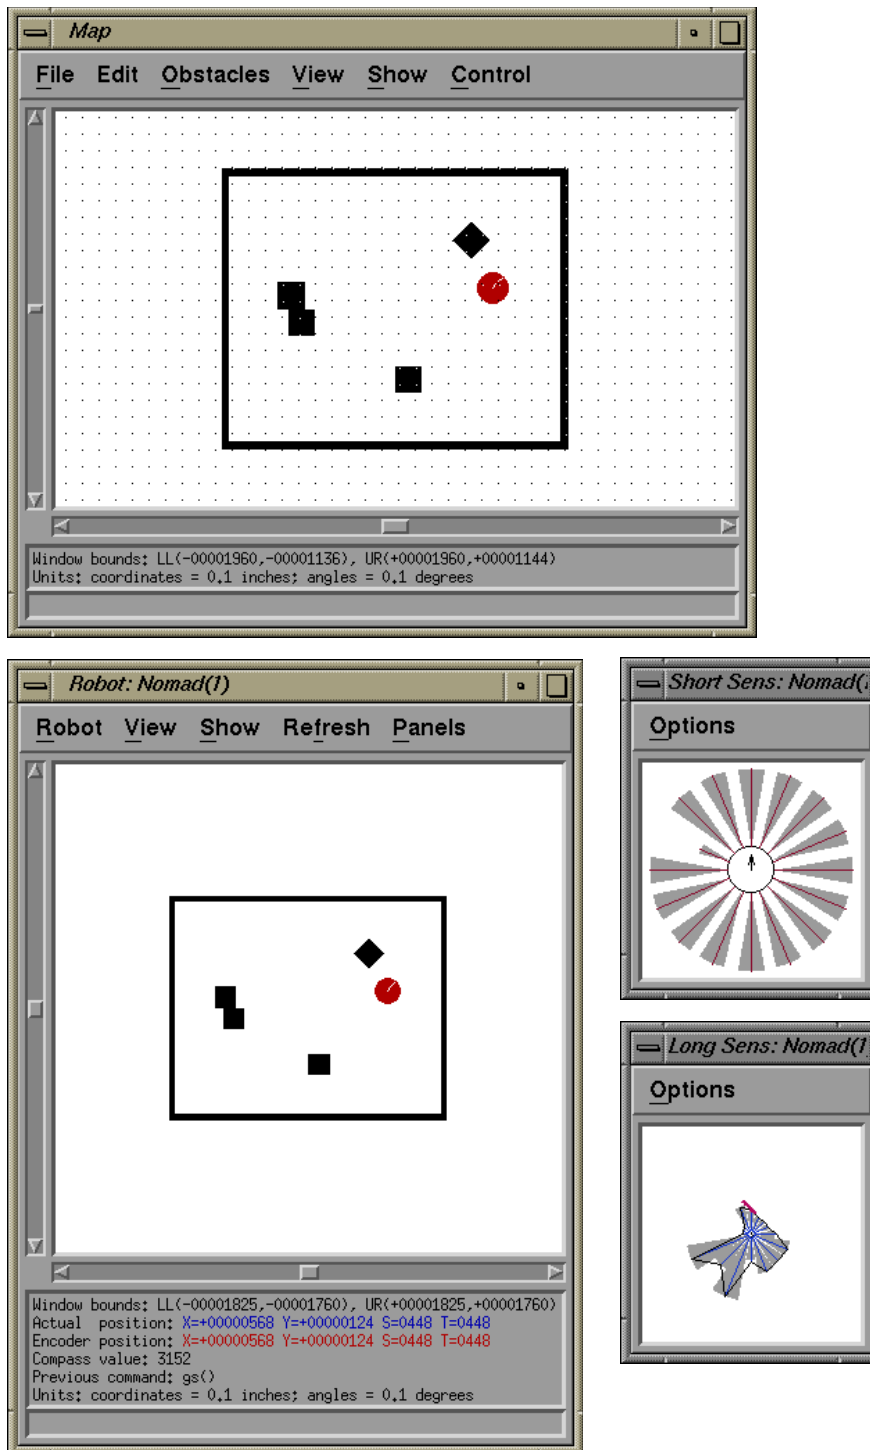 Map
File Edit Obstacles View Show Control
Window bounds: LL(-00001960,-00001136), UR(+00001960,+00001144)
Units: coordinates = 0.1 inches; angles = 0.1 degrees
Robot: Nomad(1)
Robot View Show Refresh Panels
Window bounds: LL(-00001825,-00001760), UR(+00001825,+00001760)
Actual position: X=+00000568 Y=+00000124 S=0448 T=0448
Encoder position: X=+00000568 Y=+00000124 S=0448 T=0448
Compass value: 3152
Previous command: gs()
Units: coordinates = 0.1 inches; angles = 0.1 degrees
Short Sens: Nomad(
Options
Long Sens: Nomad(1
Options